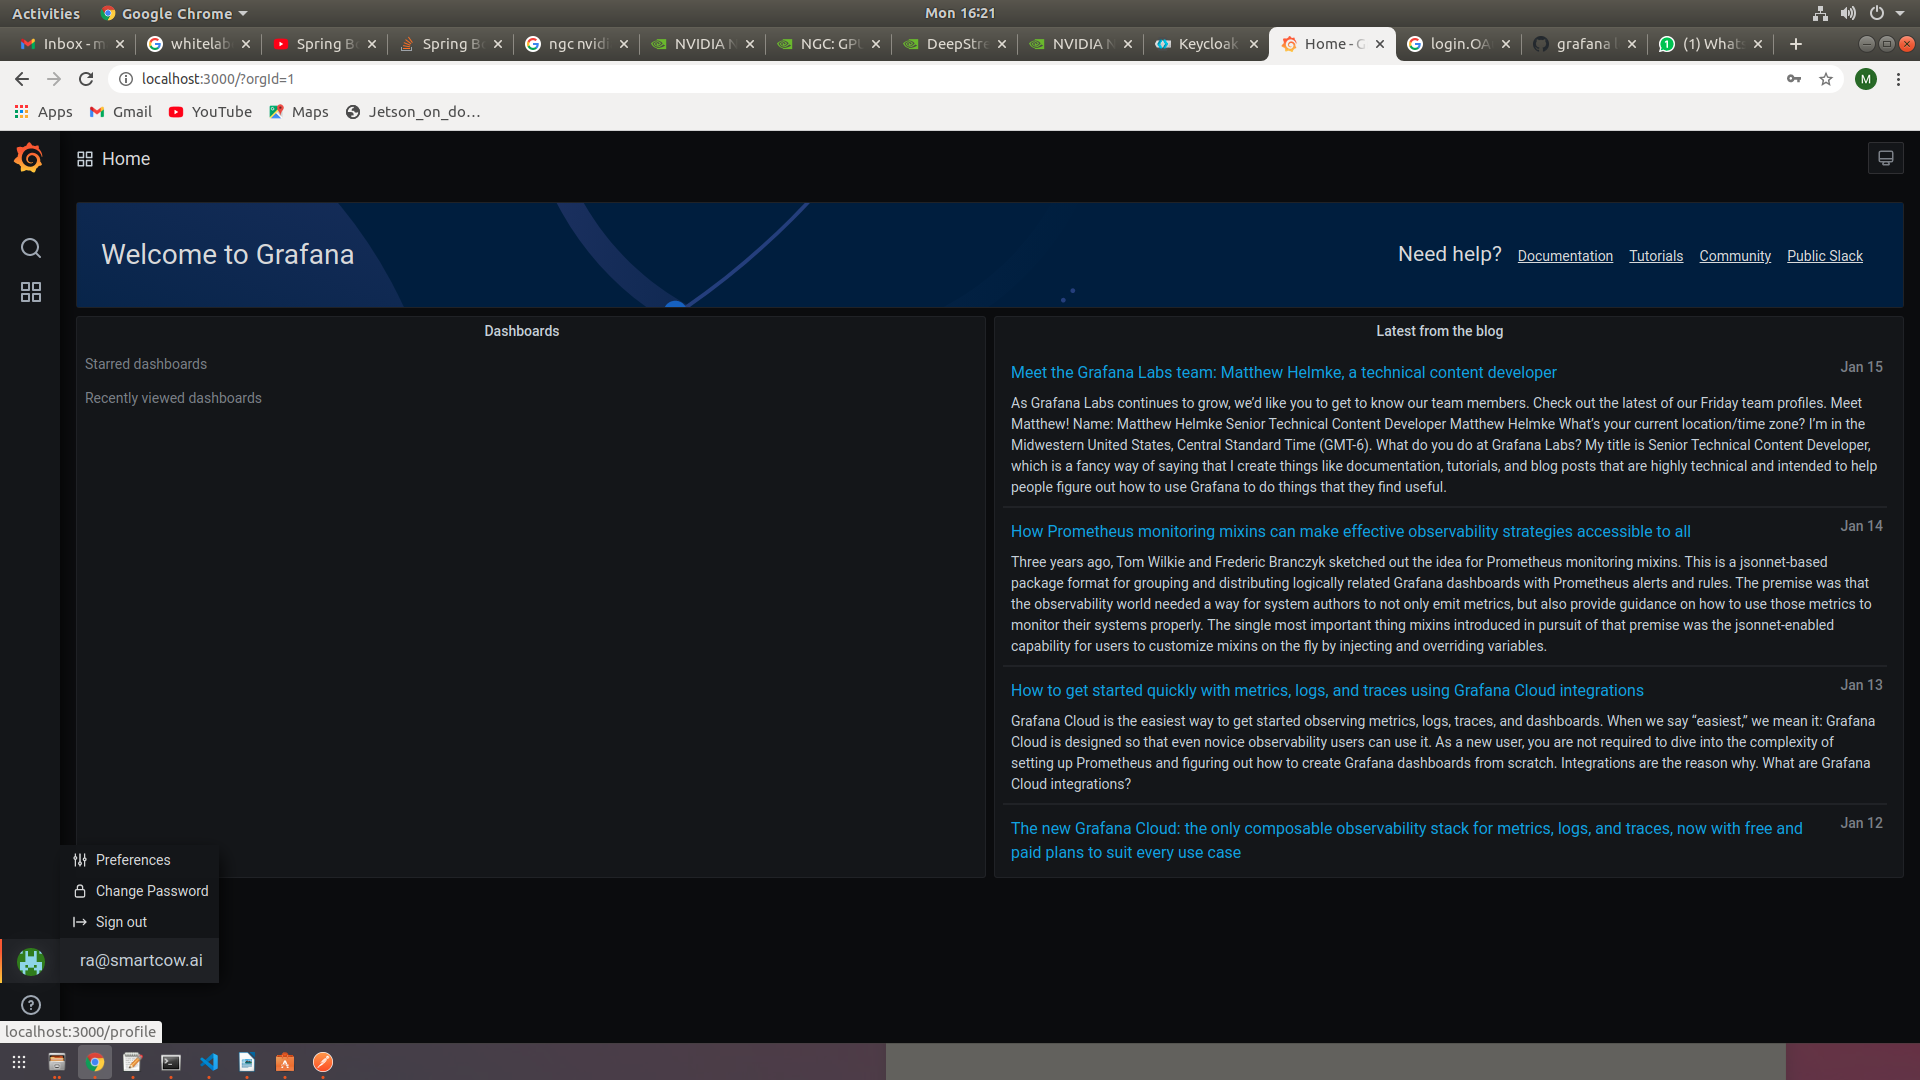 Activities
Google Chrome
Mon 16:21
Inbox - m
whitelab
Spring Bo
Spring Bo
ngc nvidi
NVIDIA N
NGC: GPU
DeepStre
NVIDIA N
Keycloak
Home - G
login.OA
grafana l
(1) Whats
localhost:3000/?orgId=1
M
Apps
Gmail
YouTube
Maps
Jetson_on_do...
Home
Welcome to Grafana
Need help?
Documentation
Tutorials
Community
Public Slack
Dashboards
Starred dashboards
Recently viewed dashboards
Latest from the blog
Meet the Grafana Labs team: Matthew Helmke, a technical content developer
Jan 15
As Grafana Labs continues to grow, we’d like you to get to know our team members. Check out the latest of our Friday team profiles. Meet
Matthew! Name: Matthew Helmke Senior Technical Content Developer Matthew Helmke What’s your current location/time zone? I’m in the
Midwestern United States, Central Standard Time (GMT-6). What do you do at Grafana Labs? My title is Senior Technical Content Developer,
which is a fancy way of saying that I create things like documentation, tutorials, and blog posts that are highly technical and intended to help
people figure out how to use Grafana to do things that they find useful.
How Prometheus monitoring mixins can make effective observability strategies accessible to all
Jan 14
Three years ago, Tom Wilkie and Frederic Branczyk sketched out the idea for Prometheus monitoring mixins. This is a jsonnet-based
package format for grouping and distributing logically related Grafana dashboards with Prometheus alerts and rules. The premise was that
the observability world needed a way for system authors to not only emit metrics, but also provide guidance on how to use those metrics to
monitor their systems properly. The single most important thing mixins introduced in pursuit of that premise was the jsonnet-enabled
capability for users to customize mixins on the fly by injecting and overriding variables.
How to get started quickly with metrics, logs, and traces using Grafana Cloud integrations
Jan 13
Grafana Cloud is the easiest way to get started observing metrics, logs, traces, and dashboards. When we say “easiest,” we mean it: Grafana
Cloud is designed so that even novice observability users can use it. As a new user, you are not required to dive into the complexity of
setting up Prometheus and figuring out how to create Grafana dashboards from scratch. Integrations are the reason why. What are Grafana
Cloud integrations?
The new Grafana Cloud: the only composable observability stack for metrics, logs, and traces, now with free and
paid plans to suit every use case
Jan 12
Preferences
Change Password
Sign out
ra@smartcow.ai
localhost:3000/profile